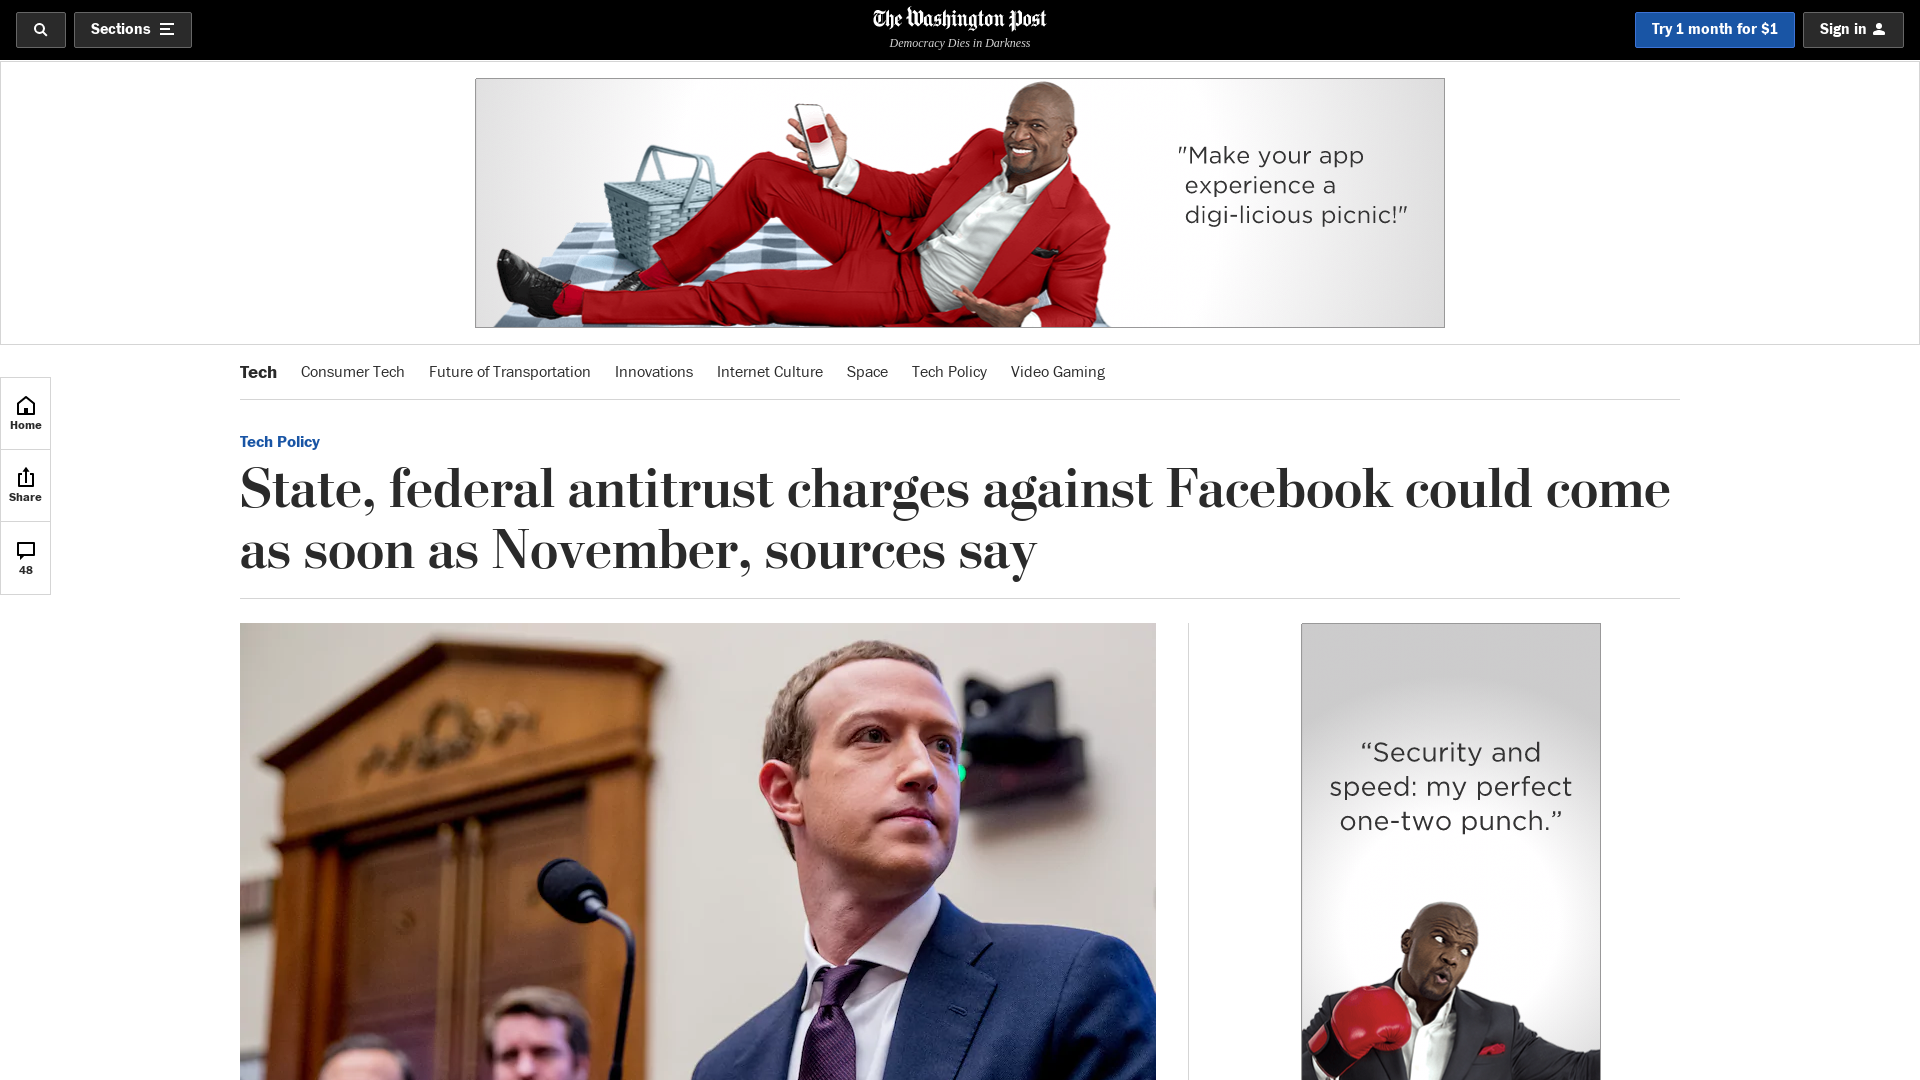 Sections
The Washington Post
Democracy Dies in Darkness
Try 1 month for $1
Sign in
"Make your app
experience a
digi-licious picnic!"
Tech
Consumer Tech
Future of Transportation
Innovations
Internet Culture
Space
Tech Policy
Video Gaming
Home
Share
48
Tech Policy
State, federal antitrust charges against Facebook could come
as soon as November, sources say
“Security and
speed: my perfect
one-two punch.”